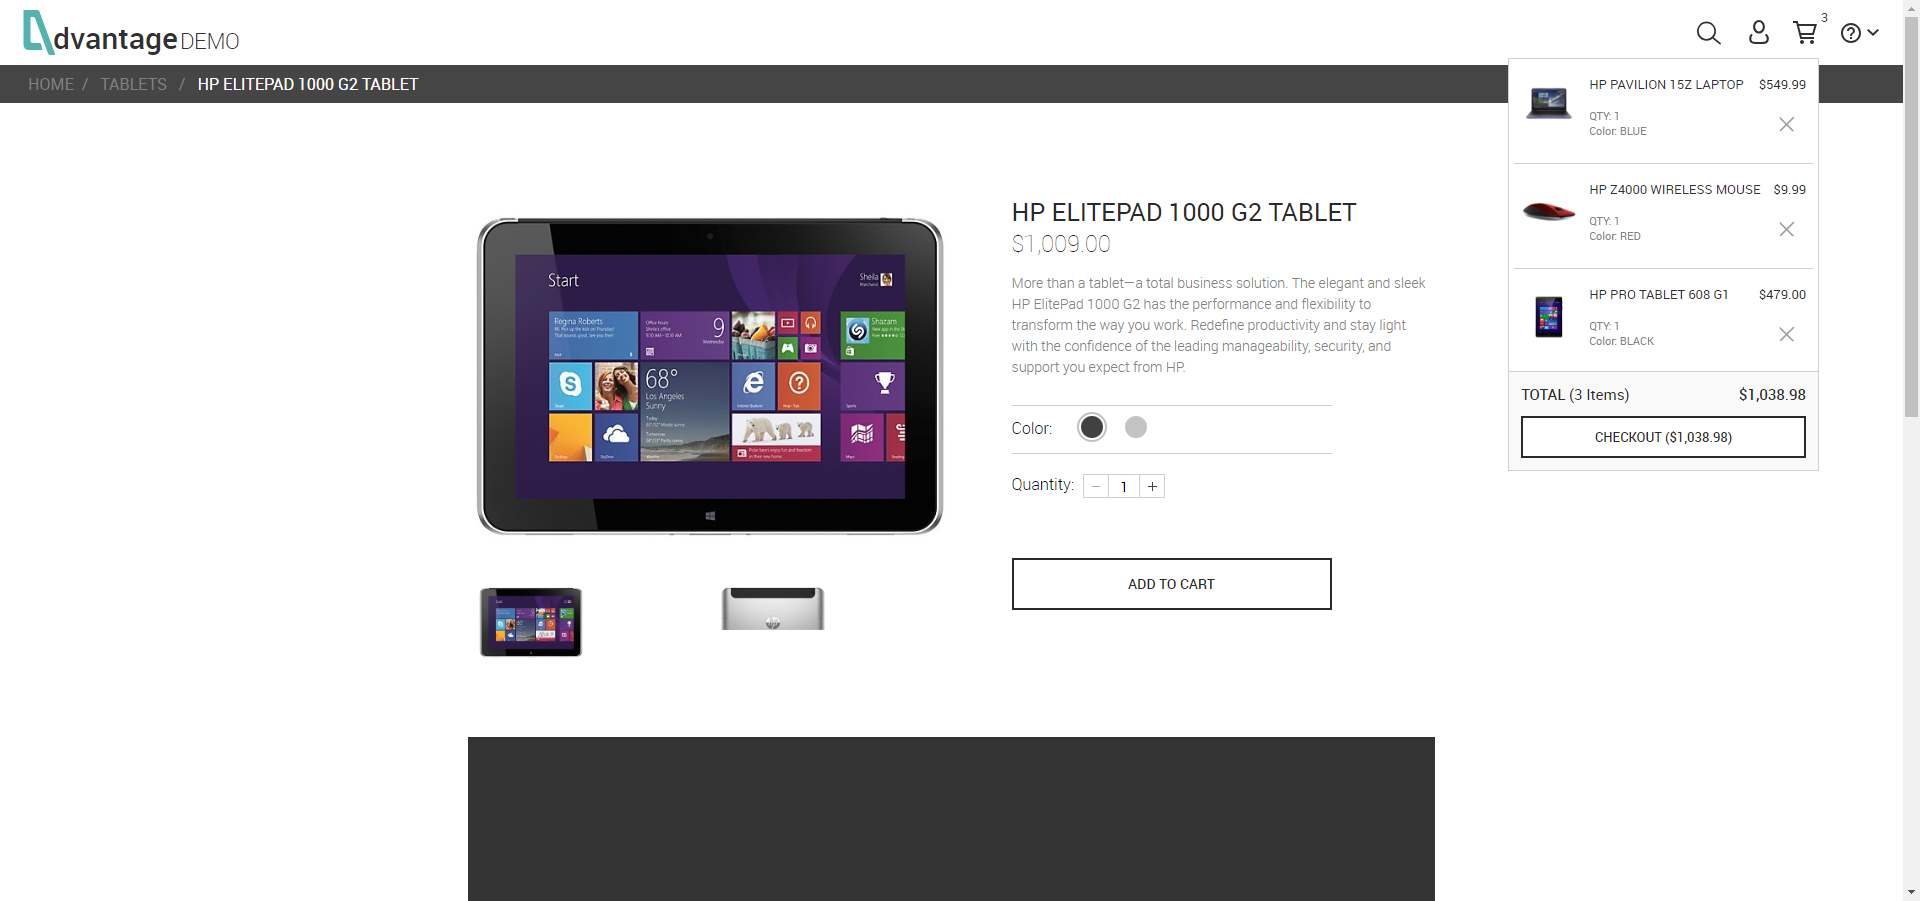 dvantage DEMO
3
HOME / TABLETS / HP ELITEPAD 1000 G2 TABLET
HP PAVILION 15Z LAPTOP $549.99
QTY: 1
Color: BLUE
HP Z4000 WIRELESS MOUSE $9.99
QTY: 1
Color: RED
HP PRO TABLET 608 G1 $479.00
QTY: 1
Color: BLACK
TOTAL (3 Items) $1,038.98
CHECKOUT ($1,038.98)
HP ELITEPAD 1000 G2 TABLET
$1,009.00
More than a tablet—a total business solution. The elegant and sleek
HP ElitePad 1000 G2 has the performance and flexibility to
transform the way you work. Redefine productivity and stay light
with the confidence of the leading manageability, security, and
support you expect from HP.
Color:
Quantity: − 1 +
ADD TO CART
Start
Sheila
Regina Roberts
9
Wednesday
Shazam
68°
Los Angeles
Sunny
Today
Tomorrow